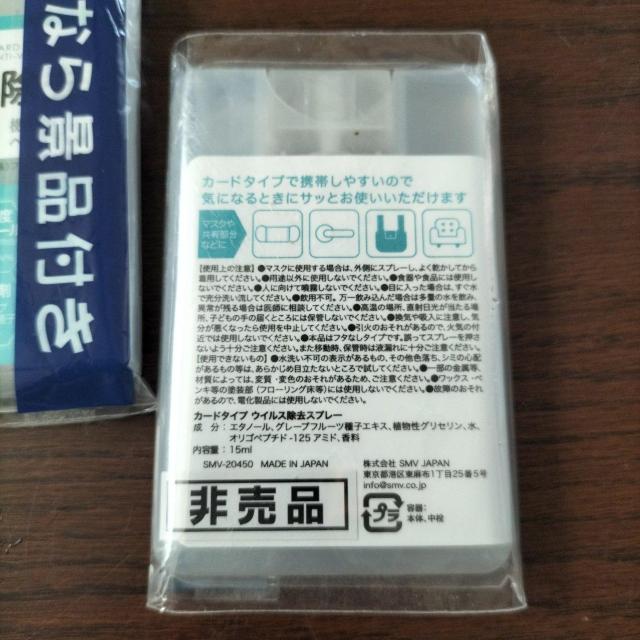 なら景品付き
除
カードタイプで携帯しやすいので
気になるときにサッとお使いいただけます
マスクや
共有部分
などに
【使用上の注意】●マスクに使用する場合は、外側にスプレーし、よく乾かしてから
着用してください。●用途以外に使用しないでください。●食器や食品には使用し
ないでください。●人に向けて噴霧しないでください。●目に入った場合は、すぐ水
で充分洗い流してください。●飲用不可。万一飲み込んだ場合は多量の水を飲み、
異常が残る場合は医師に相談してください。●高温の場所、直射日光が当たる場
所、子どもの手の届くところには保管しないでください。●換気や吸入に注意し、気
分が悪くなったら使用を中止してください。●引火のおそれがあるので、火気の付
近では使用しないでください。●本品はフタなしタイプです。誤ってスプレーを押さ
ないよう十分ご注意ください。また移動時、保管時は液漏れに十分ご注意ください。
【使用できないもの】●水洗い不可の表示があるもの、その他色落ち、シミの心配
があるもの等は、あらかじめ目立たないところで試してください。●一部の金属等、
材質によっては、変質・変色のおそれがあるため、ご注意ください。●ワックス・ペ
ンキ等の塗装部（フローリング床等）には使用しないでください。●故障のおそれ
があるので、電化製品には使用しないでください。
カードタイプ ウイルス除去スプレー
成 分：エタノール、グレープフルーツ種子エキス、植物性グリセリン、水、
オリゴペプチド-125 アミド、香料
内容量：15ml
SMV-20450 MADE IN JAPAN
株式会社 SMV JAPAN
東京都港区東麻布1丁目25番5号
info@smv.co.jp
非売品
プラ
容器：
本体、中栓